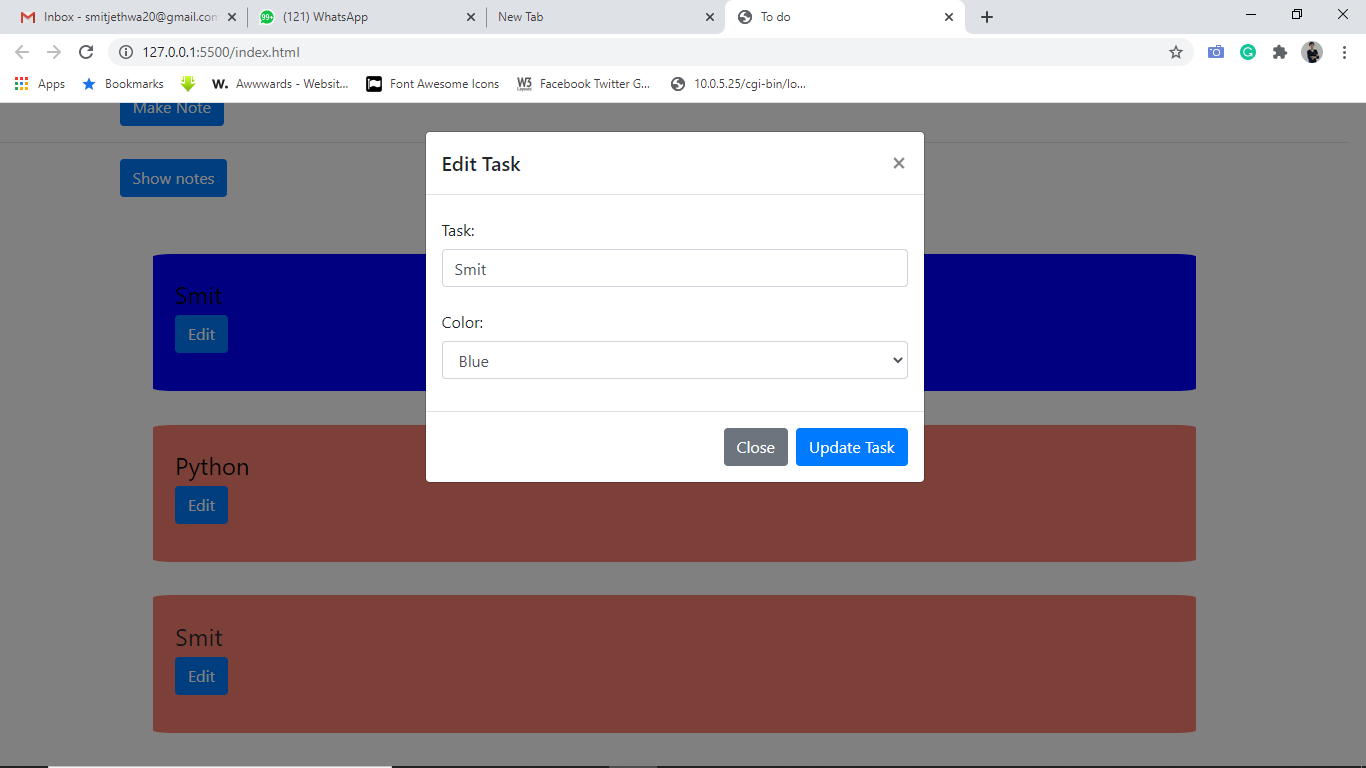 Inbox - smitjethwa20@gmail.com
(121) WhatsApp
New Tab
To do
127.0.0.1:5500/index.html
Apps
Bookmarks
W. Awwwards - Websit...
Font Awesome Icons
W3 Facebook Twitter G...
10.0.5.25/cgi-bin/lo...
Make Note
Show notes
Edit Task
×
Task:
Smit
Color:
Blue
Close
Update Task
Smit
Edit
Python
Edit
Smit
Edit